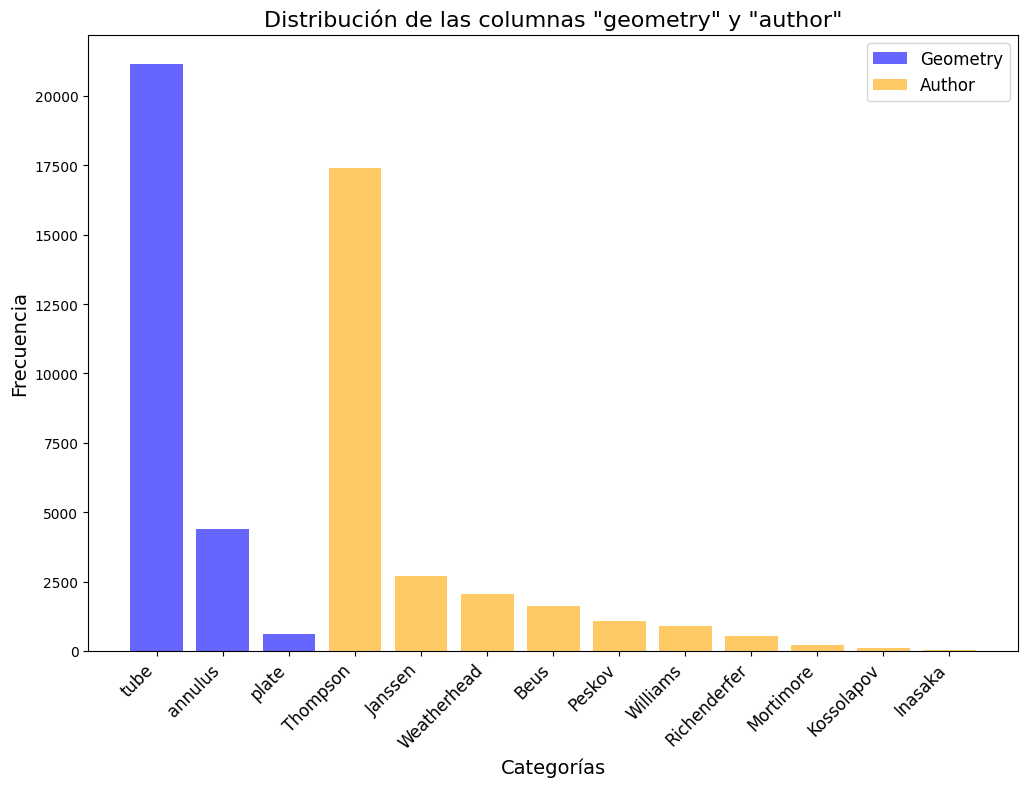 Distribución de las columnas "geometry" y "author"
Geometry
Author
Frecuencia
20000
17500
15000
12500
10000
7500
5000
2500
0
tube
annulus
plate
Thompson
Janssen
Weatherhead
Beus
Peskov
Williams
Richenderfer
Mortimore
Kossolapov
Inasaka
Categorías